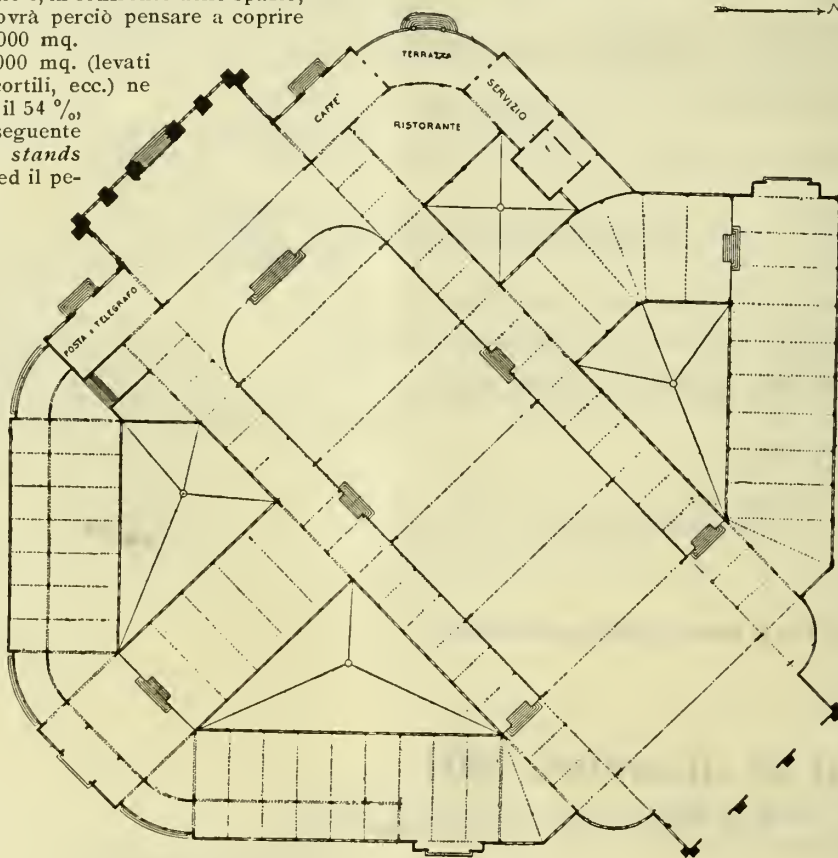 ovrà perciò pensare a coprire
000 mq.
000 mq. (levati
cortili, ecc.) ne
il 54 %,
seguente
stands
ed il pe-
N
TERRAZZA
CAFFE'
SERVIZIO
RISTORANTE
POSTA E TELEGRAFO